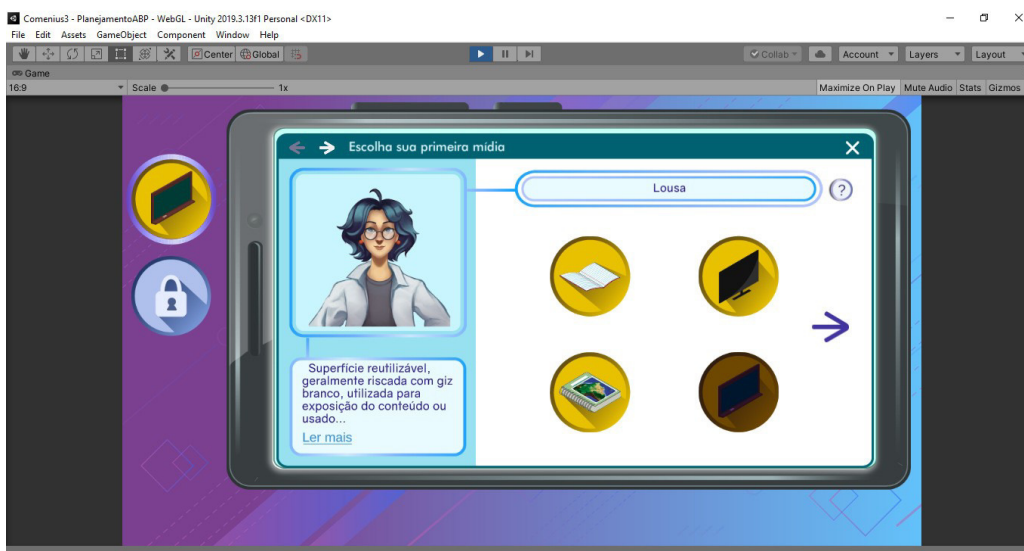 Comenius3 - PlanejamentoABP - WebGL - Unity 2019.3.13f1 Personal <DX11>
File Edit Assets GameObject Component Window Help
Center Global Collab Account Layers Layout
Game
16:9 Scale 1x Maximize On Play Mute Audio Stats Gizmos
Escolha sua primeira mídia
Lousa
?
Superfície reutilizável,
geralmente riscada com giz
branco, utilizada para
exposição do conteúdo ou
usado...
Ler mais